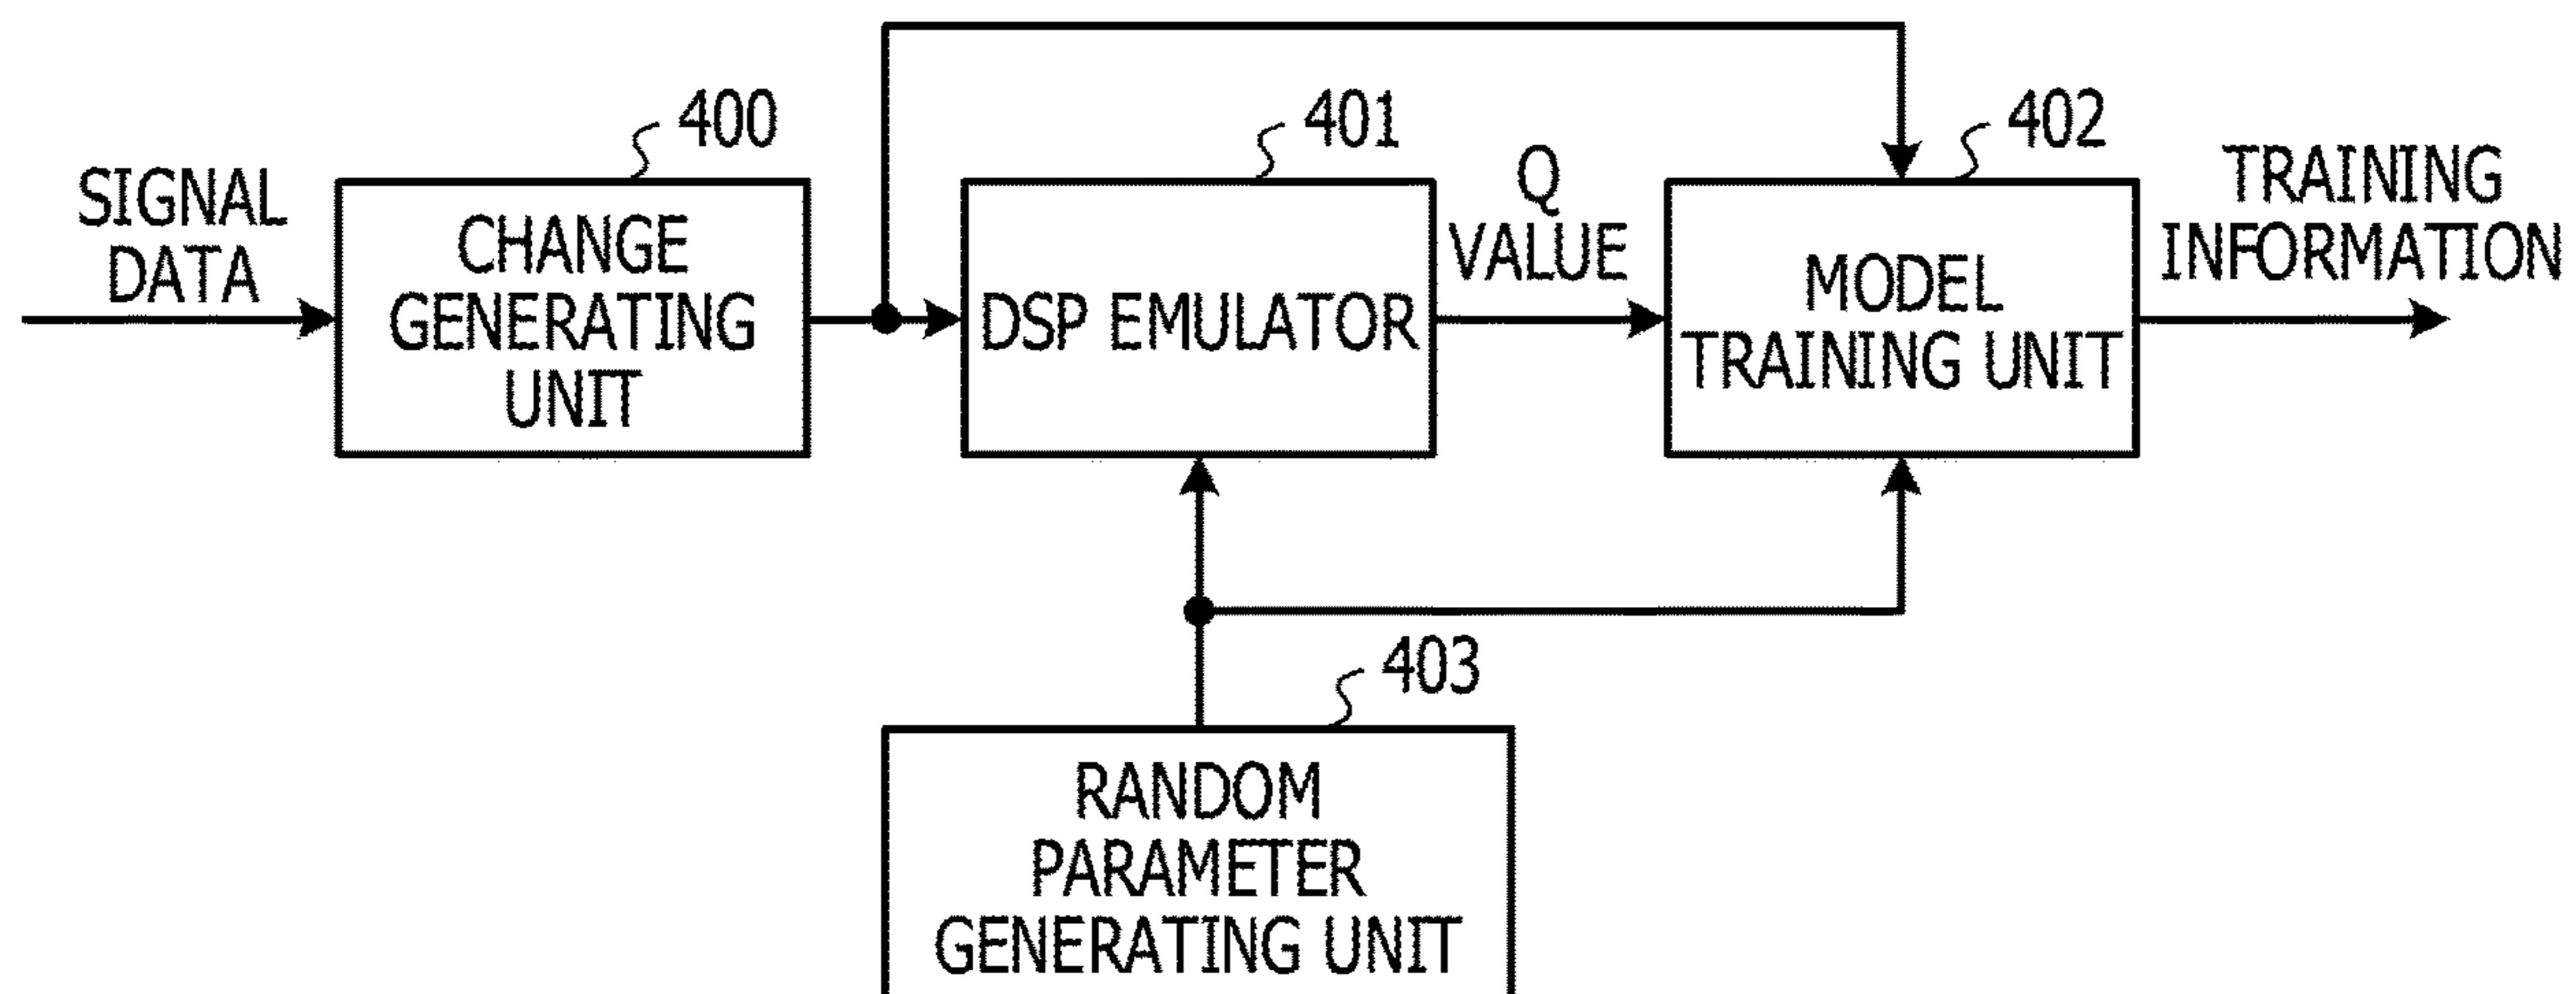 400
401
402
SIGNAL
DATA
CHANGE
GENERATING
UNIT
DSP EMULATOR
Q
VALUE
MODEL
TRAINING UNIT
TRAINING
INFORMATION
403
RANDOM
PARAMETER
GENERATING UNIT